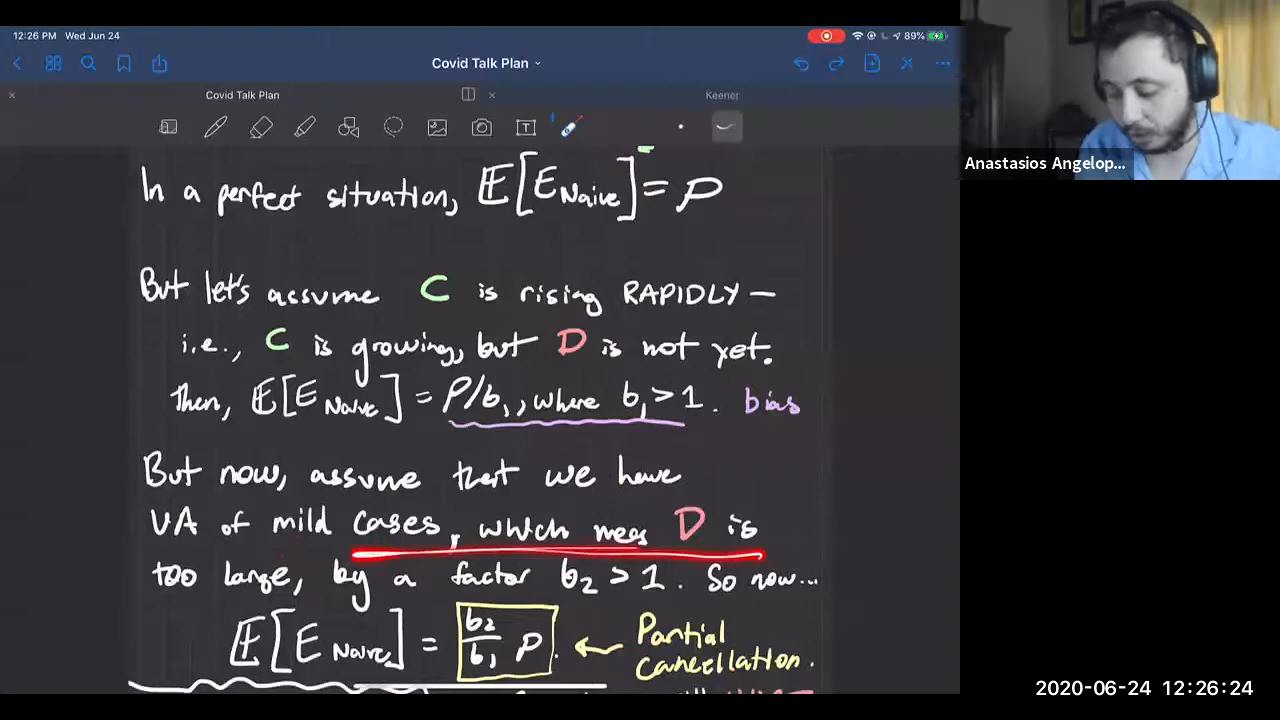 12:26 PM Wed Jun 24
89%
Covid Talk Plan
Covid Talk Plan
Keener
In a perfect situation, 𝔼[E_Naive] = p
But let's assume C is rising RAPIDLY —
i.e., C is growing, but D is not yet.
Then, 𝔼[E_Naive] = P/b₁, where b₁ > 1. bias
But now, assume that we have
UA of mild cases, which means D is
too large, by a factor b₂ > 1. So now...
𝔼[E_Naive] = b₂/b₁ p. ← Partial
Cancellation.
Anastasios Angelop...
2020-06-24 12:26:24